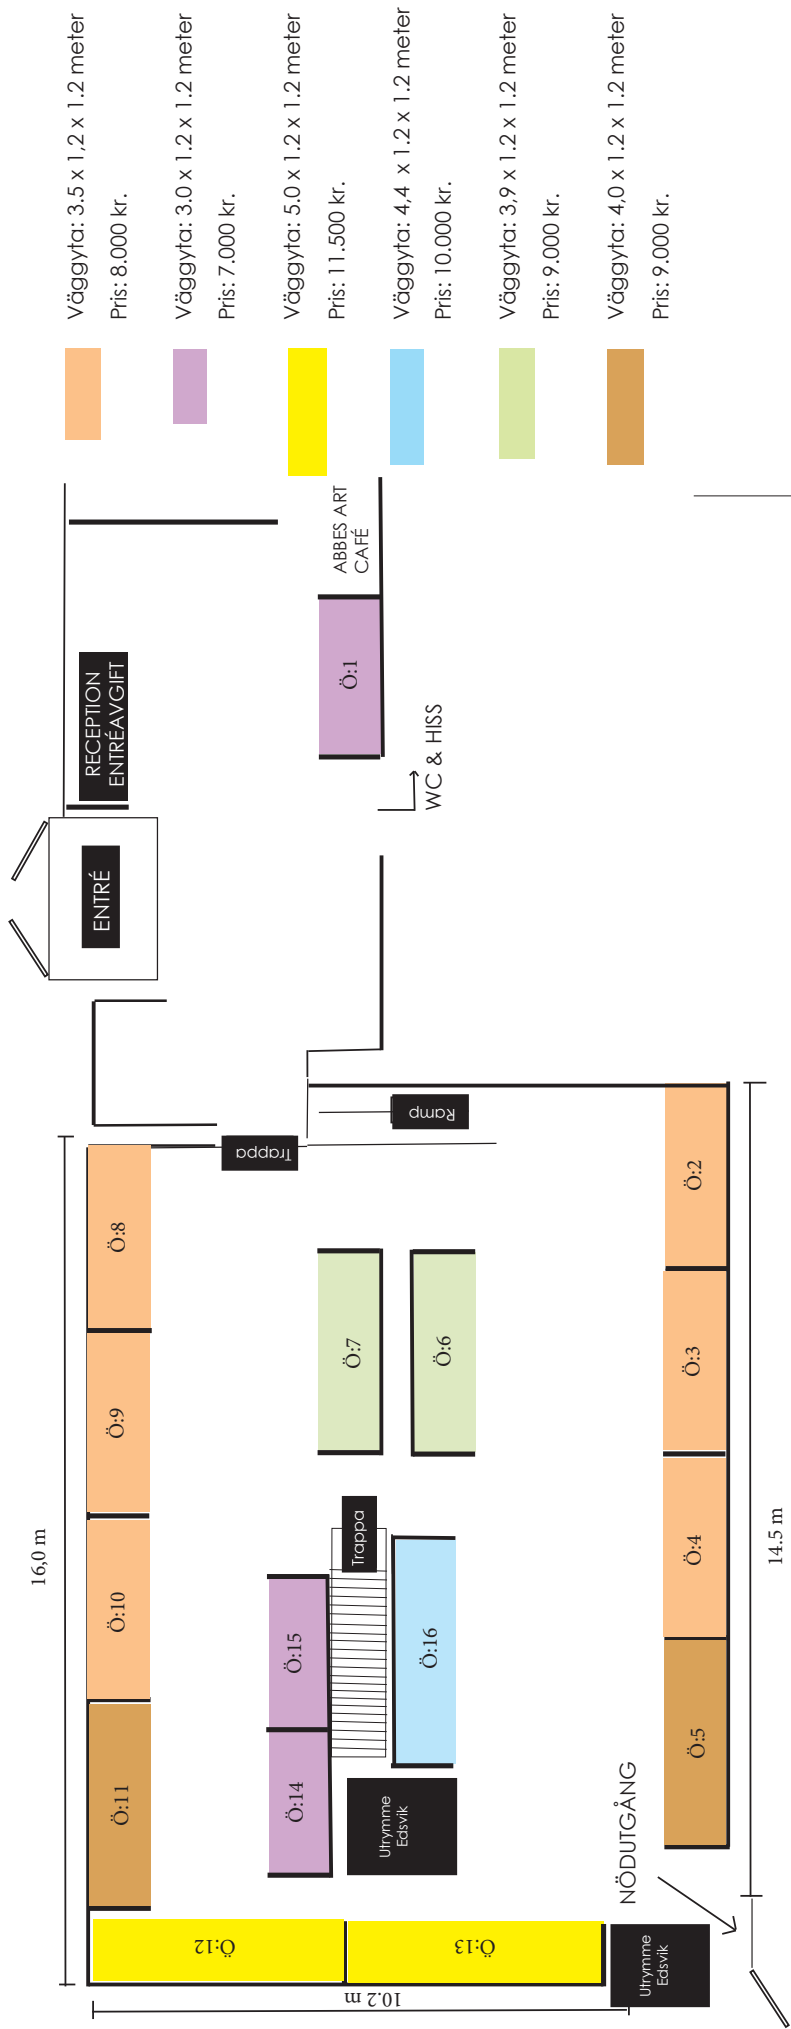 Väggyta: 3.5 x 1,2 x 1.2 meter
Pris: 8.000 kr.
Väggyta: 3.0 x 1.2 x 1.2 meter
Pris: 7.000 kr.
Väggyta: 5.0 x 1.2 x 1.2 meter
Pris: 11.500 kr.
Väggyta: 4,4 x 1.2 x 1.2 meter
Pris: 10.000 kr.
Väggyta: 3,9 x 1.2 x 1.2 meter
Pris: 9.000 kr.
Väggyta: 4,0 x 1.2 x 1.2 meter
Pris: 9.000 kr.
ABBES ART
CAFÉ
RECEPTION
ENTRÉAVGIFT
Ö:1
WC & HISS
ENTRÉ
Ramp
Trappa
16,0 m
Ö:8
Ö:9
Ö:10
Ö:11
Ö:7
Ö:6
Ö:2
Ö:3
Ö:4
Ö:5
14.5 m
Trappa
Ö:15
Ö:14
Ö:16
Utrymme
Edsvik
NÖDUTGÅNG
Ö:12
Ö:13
Utrymme
Edsvik
10.2 m